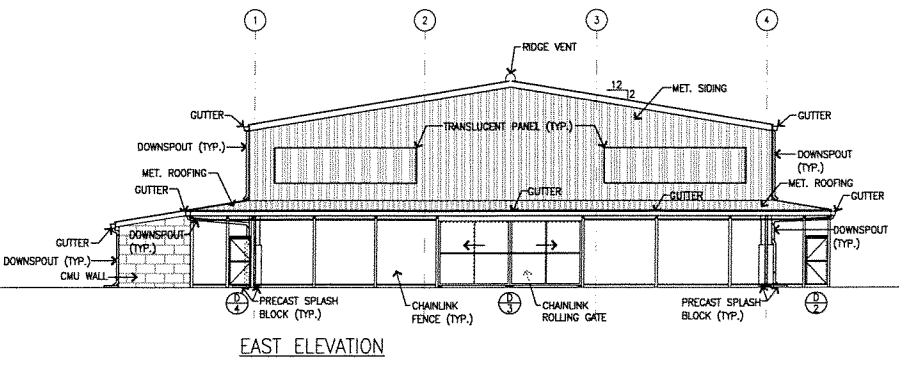 1
2
3
4
RIDGE VENT
12
2
MET. SIDING
GUTTER
GUTTER
TRANSLUCENT PANEL (TYP.)
DOWNSPOUT (TYP.)
DOWNSPOUT
(TYP.)
MET. ROOFING
MET. ROOFING
GUTTER
GUTTER
GUTTER
GUTTER
GUTTER
DOWNSPOUT
(TYP.)
DOWNSPOUT
(TYP.)
DOWNSPOUT (TYP.)
CMU WALL
D
4
PRECAST SPLASH
BLOCK (TYP.)
CHAINLINK
FENCE (TYP.)
D
3
CHAINLINK
ROLLING GATE
PRECAST SPLASH
BLOCK (TYP.)
D
2
EAST ELEVATION